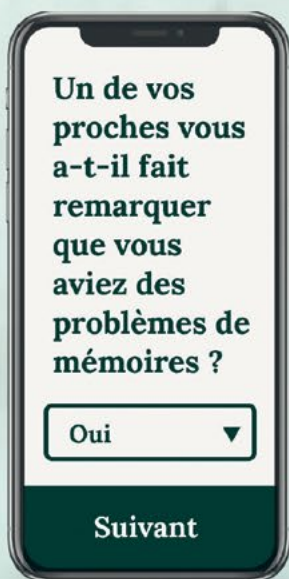 Un de vos
proches vous
a-t-il fait
remarquer
que vous
aviez des
problèmes de
mémoires ?
Oui
Suivant